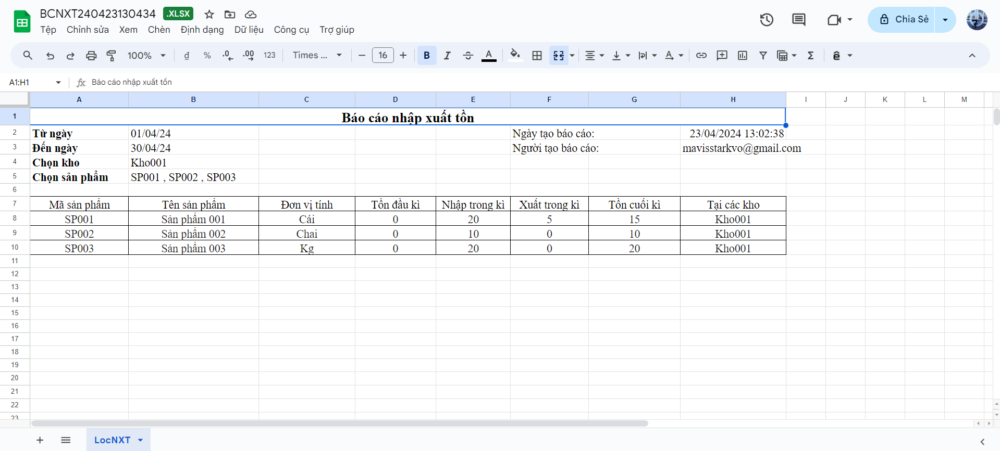 BCNXT240423130434 .XLSX
Tệp Chỉnh sửa Xem Chèn Định dạng Dữ liệu Công cụ Trợ giúp
Chia Sẻ
100% đ % .0 .00 123 Times ... 16 B I A
A1:H1 fx Báo cáo nhập xuất tồn
A B C D E F G H I J K L M
1 Báo cáo nhập xuất tồn
2 Từ ngày 01/04/24 Ngày tạo báo cáo: 23/04/2024 13:02:38
3 Đến ngày 30/04/24 Người tạo báo cáo: mavisstarkvo@gmail.com
4 Chọn kho Kho001
5 Chọn sản phẩm SP001 , SP002 , SP003
6
7 Mã sản phẩm Tên sản phẩm Đơn vị tính Tồn đầu kì Nhập trong kì Xuất trong kì Tồn cuối kì Tại các kho
8 SP001 Sản phẩm 001 Cái 0 20 5 15 Kho001
9 SP002 Sản phẩm 002 Chai 0 10 0 10 Kho001
10 SP003 Sản phẩm 003 Kg 0 20 0 20 Kho001
11
12
13
14
15
16
17
18
19
20
21
22
23
LocNXT